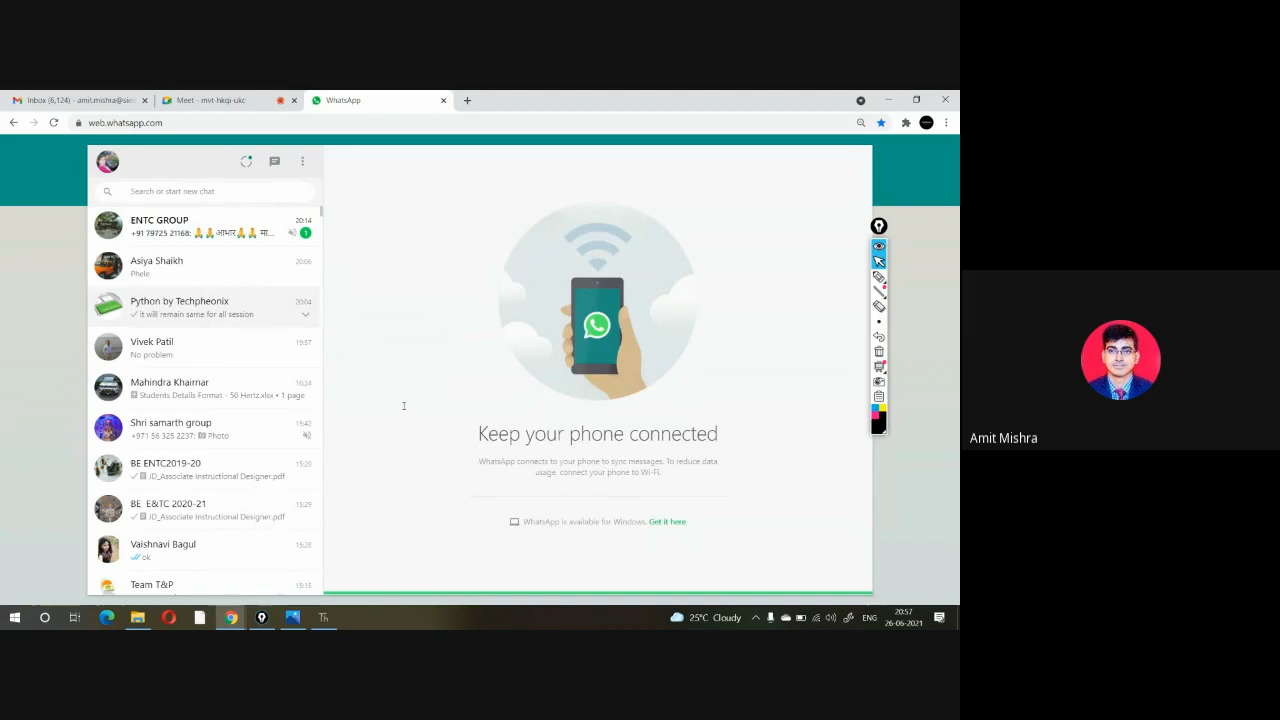 Inbox (6,124) - amit.mishra@sies
Meet - mvt-hkqi-ukc
WhatsApp
web.whatsapp.com
Search or start new chat
ENTC GROUP 20:14
+91 79725 21168: 🙏🙏आभार🙏🙏 मा... 1
Asiya Shaikh 20:06
Phele
Python by Techpheonix 20:04
it will remain same for all session
Vivek Patil 19:57
No problem
Mahindra Khairnar 16:34
Students Details Format - 50 Hertz.xlsx • 1 page
Shri samarth group 15:42
+971 56 325 2237: Photo
BE ENTC2019-20 15:29
JD_Associate Instructional Designer.pdf
BE E&TC 2020-21 15:29
JD_Associate Instructional Designer.pdf
Vaishnavi Bagul 15:28
ok
Team T&P 15:15
Keep your phone connected
WhatsApp connects to your phone to sync messages. To reduce data
usage, connect your phone to Wi-Fi.
WhatsApp is available for Windows. Get it here.
Amit Mishra
Th
25°C Cloudy
ENG
20:57
26-06-2021